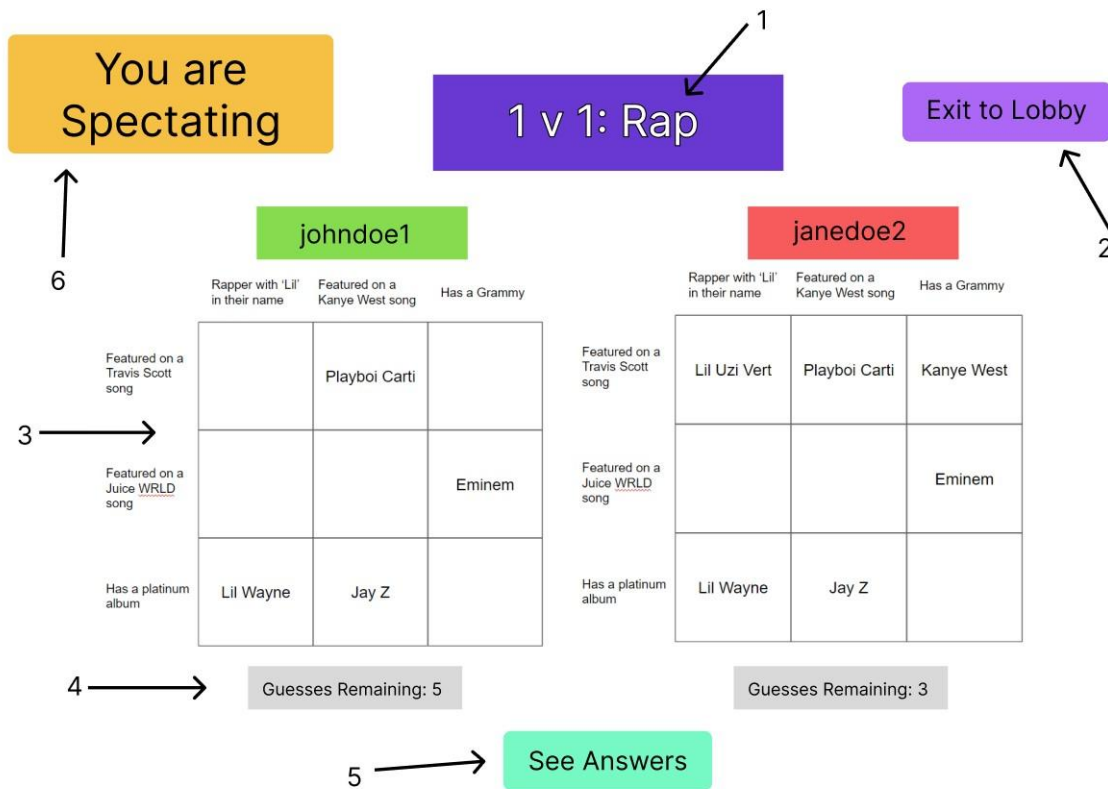 1
You are
Spectating
1 v 1: Rap
Exit to Lobby
2
6
johndoe1
Rapper with ‘Lil’
in their name
Featured on a
Kanye West song
Has a Grammy
Featured on a
Travis Scott
song
Playboi Carti
3
Featured on a
Juice WRLD
song
Eminem
Has a platinum
album
Lil Wayne
Jay Z
4
Guesses Remaining: 5
janedoe2
Rapper with ‘Lil’
in their name
Featured on a
Kanye West song
Has a Grammy
Featured on a
Travis Scott
song
Lil Uzi Vert
Playboi Carti
Kanye West
Featured on a
Juice WRLD
song
Eminem
Has a platinum
album
Lil Wayne
Jay Z
Guesses Remaining: 3
5
See Answers